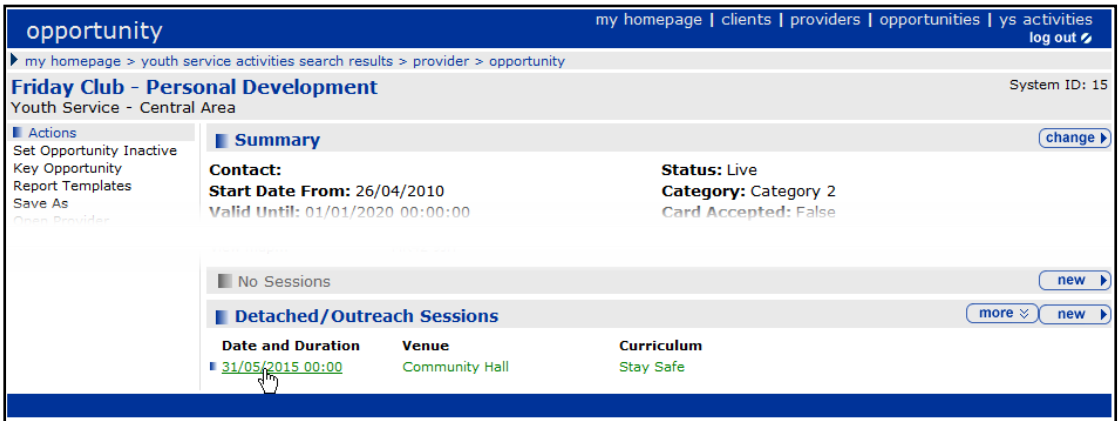 opportunity
my homepage | clients | providers | opportunities | ys activities
log out
my homepage > youth service activities search results > provider > opportunity
Friday Club - Personal Development
System ID: 15
Youth Service - Central Area
Actions
Set Opportunity Inactive
Key Opportunity
Report Templates
Save As
Open Provider
Summary
change
Contact:
Status: Live
Start Date From: 26/04/2010
Category: Category 2
Valid Until: 01/01/2020 00:00:00
Card Accepted: False
No Sessions
new
Detached/Outreach Sessions
more
new
Date and Duration Venue Curriculum
31/05/2015 00:00 Community Hall Stay Safe